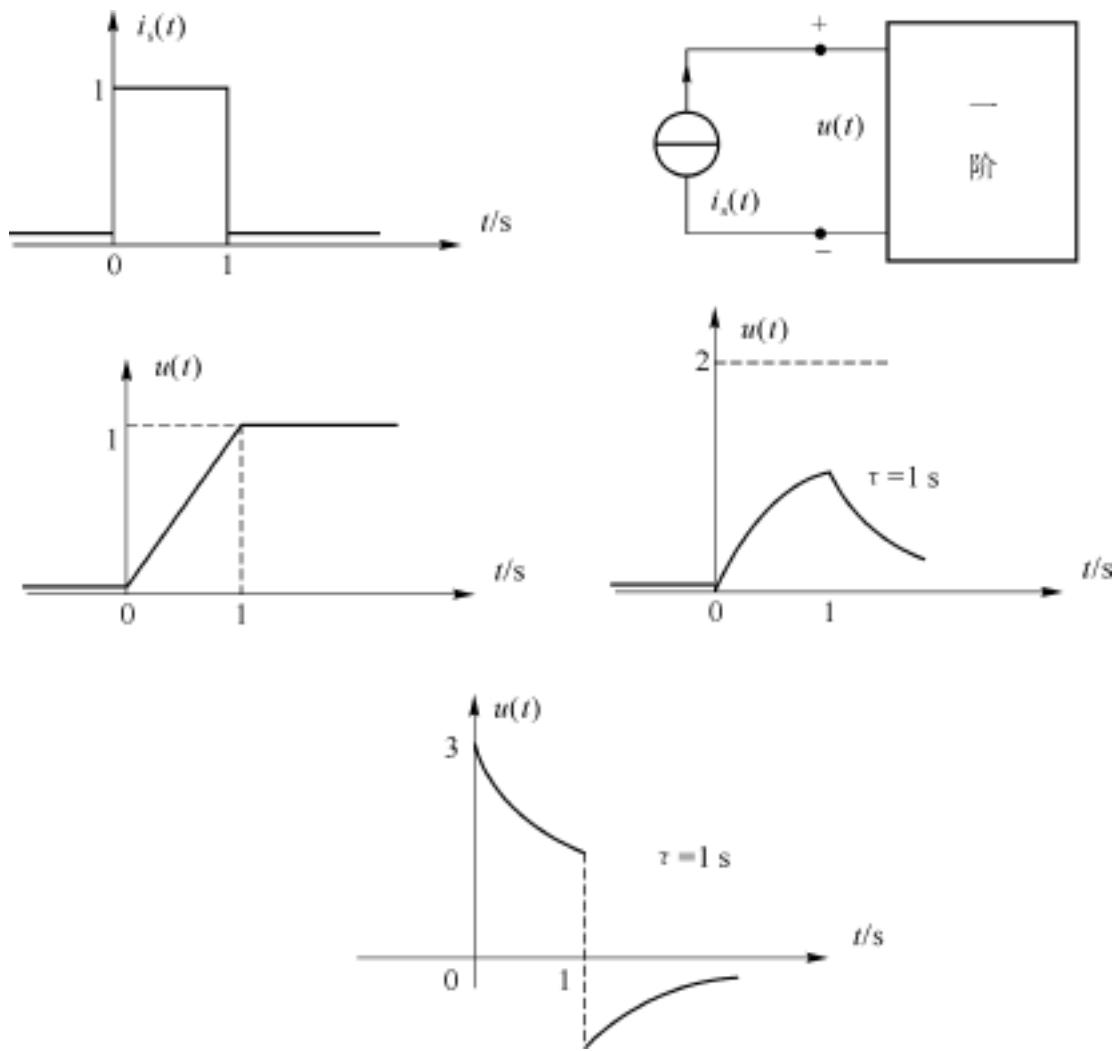 i_s(t)
1
0
1
t/s
+
u(t)
i_s(t)
−
一
阶
u(t)
1
0
1
t/s
u(t)
2
τ =1 s
0
1
t/s
u(t)
3
τ =1 s
0
1
t/s